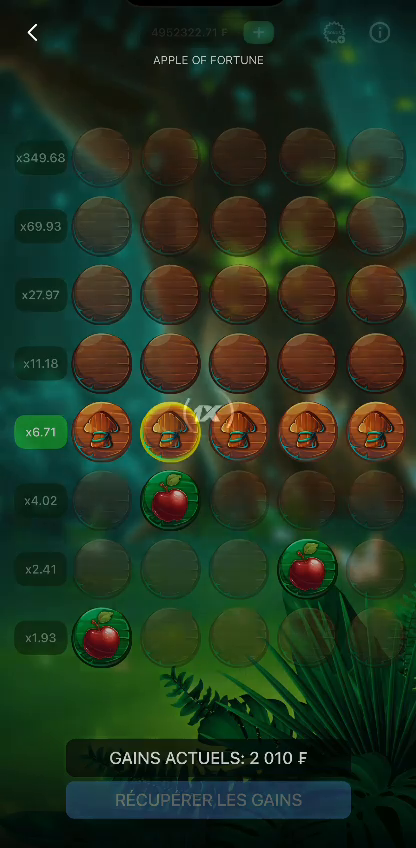 4952322.71 ₣
APPLE OF FORTUNE
x349.68
x69.93
x27.97
x11.18
1X
x6.71
x4.02
x2.41
x1.93
GAINS ACTUELS: 2 010 ₣
RÉCUPÉRER LES GAINS